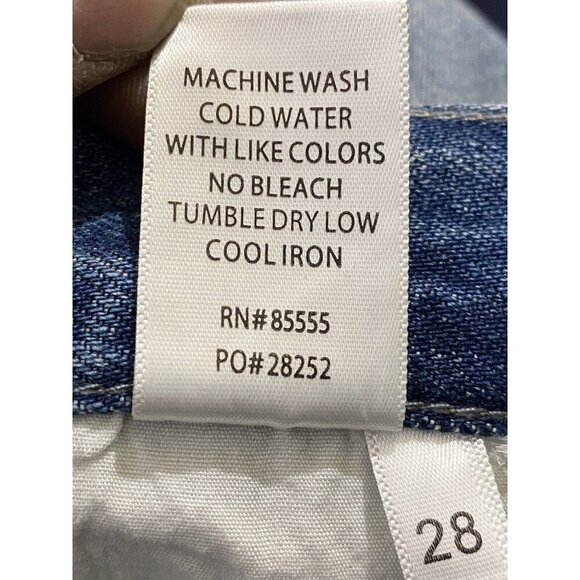 MACHINE WASH
COLD WATER
WITH LIKE COLORS
NO BLEACH
TUMBLE DRY LOW
COOL IRON
RN#85555
PO#28252
28